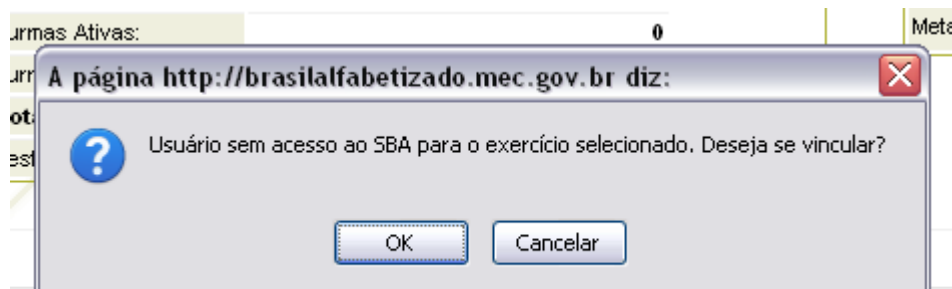 urmas Ativas: 0
Meta
A página http://brasilalfabetizado.mec.gov.br diz:
Usuário sem acesso ao SBA para o exercício selecionado. Deseja se vincular?
OK Cancelar